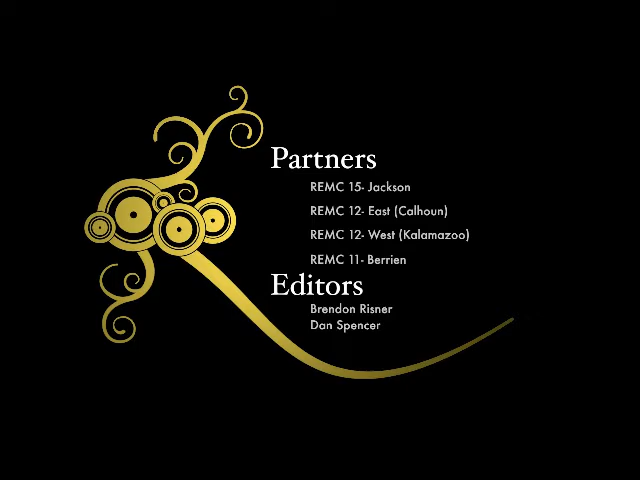 Partners
REMC 15- Jackson
REMC 12- East (Calhoun)
REMC 12- West (Kalamazoo)
REMC 11- Berrien
Editors
Brendon Risner
Dan Spencer